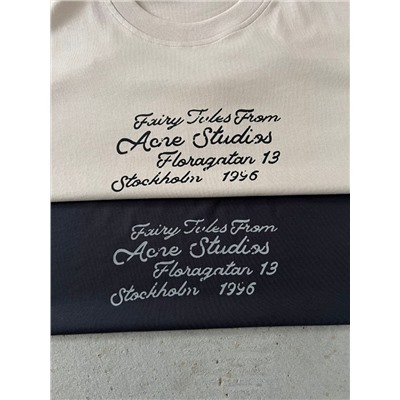 Fairy Tales From
Acne Studios
Floragatan 13
Stockholm 1996
Fairy Tales From
Acne Studios
Floragatan 13
Stockholm 1996